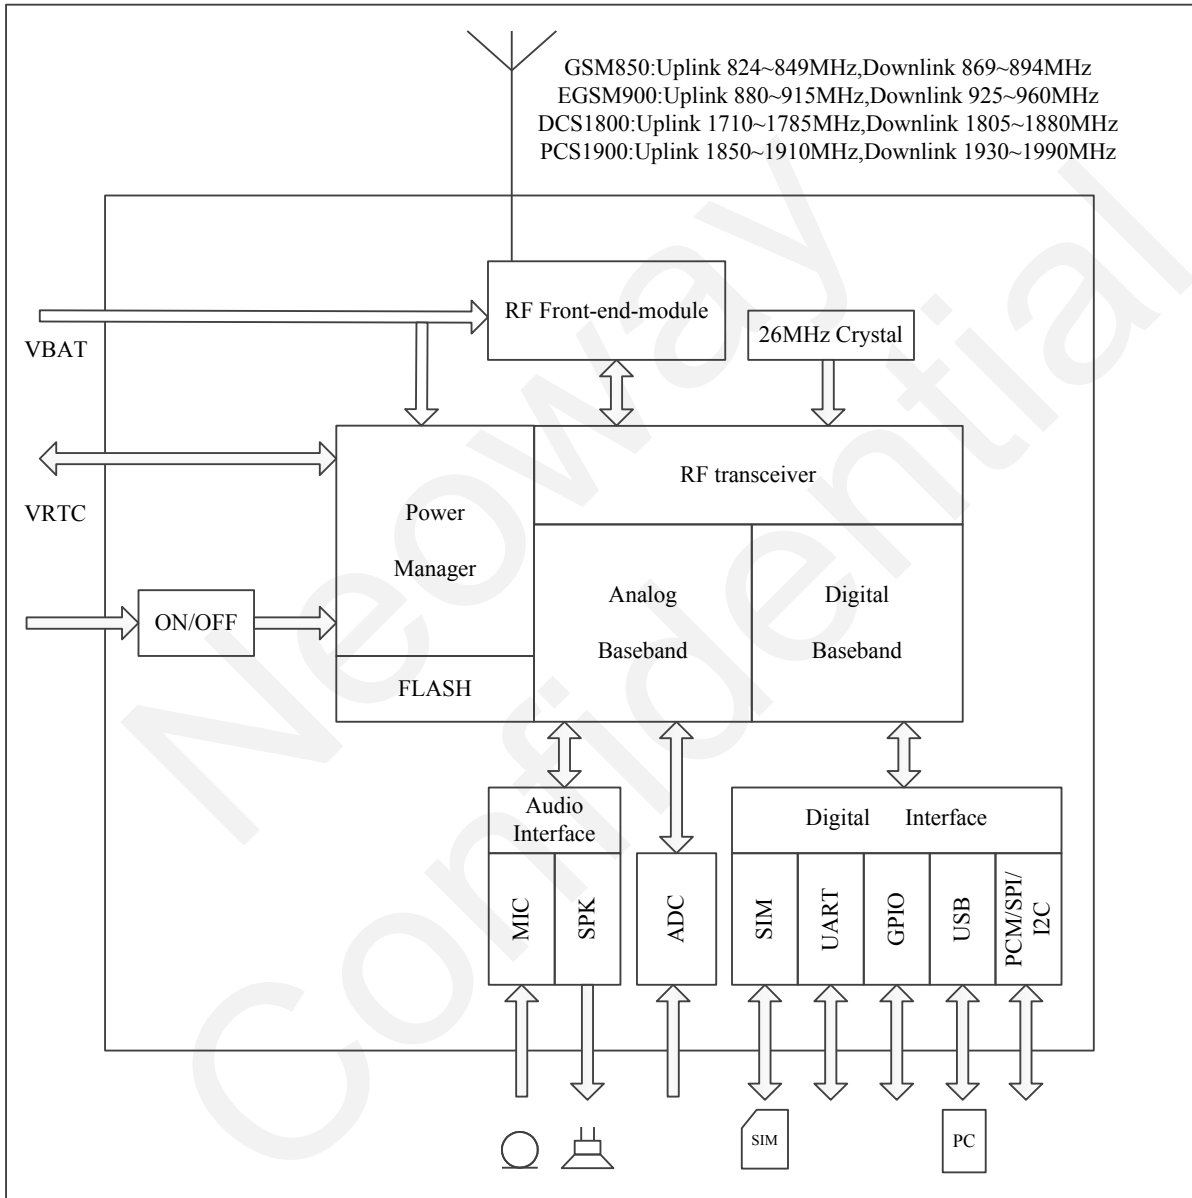 GSM850:Uplink 824~849MHz,Downlink 869~894MHz
EGSM900:Uplink 880~915MHz,Downlink 925~960MHz
DCS1800:Uplink 1710~1785MHz,Downlink 1805~1880MHz
PCS1900:Uplink 1850~1910MHz,Downlink 1930~1990MHz
RF Front-end-module
26MHz Crystal
VBAT
RF transceiver
VRTC
Power
Manager
ON/OFF
Analog
Baseband
Digital
Baseband
FLASH
Audio
Interface
Digital Interface
MIC
SPK
ADC
SIM
UART
GPIO
USB
PCM/SPI/
I2C
SIM
PC
Neoway
Confidential